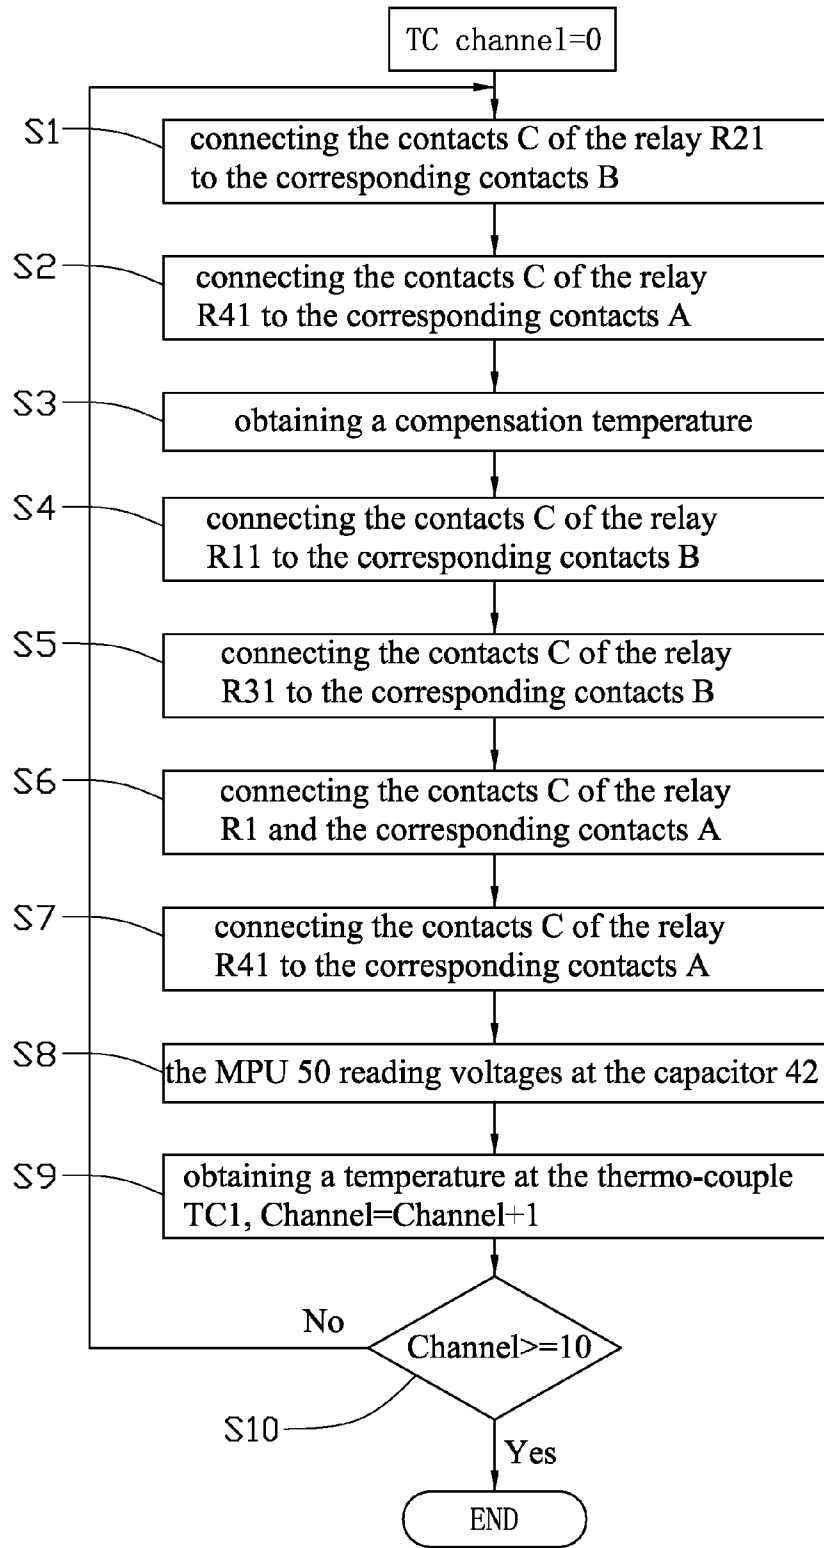 TC channel=0
S1
connecting the contacts C of the relay R21
to the corresponding contacts B
S2
connecting the contacts C of the relay
R41 to the corresponding contacts A
S3
obtaining a compensation temperature
S4
connecting the contacts C of the relay
R11 to the corresponding contacts B
S5
connecting the contacts C of the relay
R31 to the corresponding contacts B
S6
connecting the contacts C of the relay
R1 and the corresponding contacts A
S7
connecting the contacts C of the relay
R41 to the corresponding contacts A
S8
the MPU 50 reading voltages at the capacitor 42
S9
obtaining a temperature at the thermo-couple
TC1, Channel=Channel+1
No
Channel>=10
S10
Yes
END